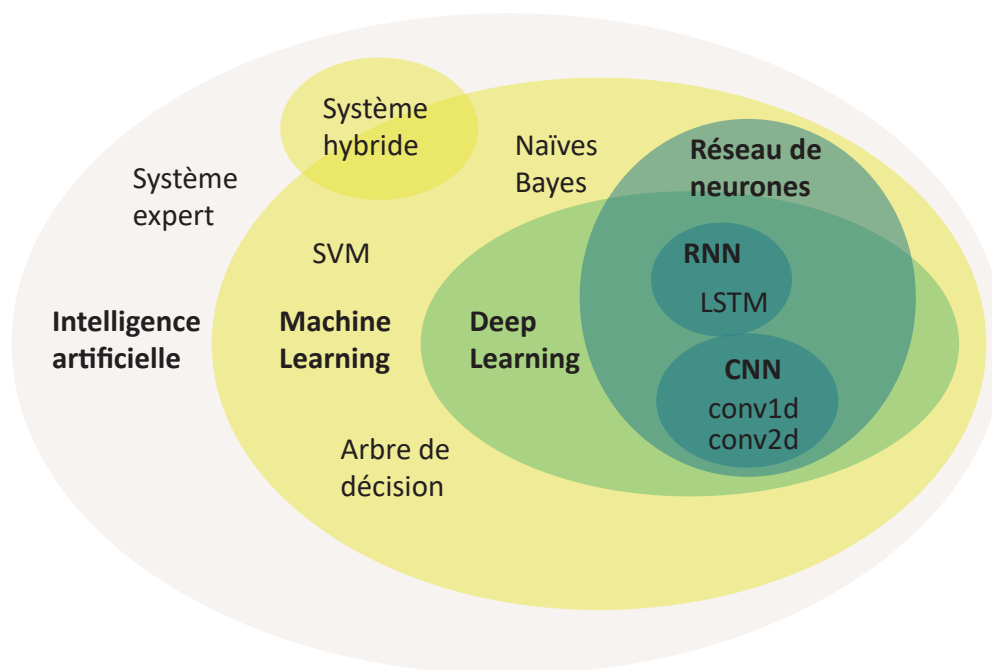 Système
hybride
Naïves
Bayes
Réseau de
neurones
Système
expert
SVM
RNN
LSTM
Intelligence
artificielle
Machine
Learning
Deep
Learning
CNN
conv1d
conv2d
Arbre de
décision